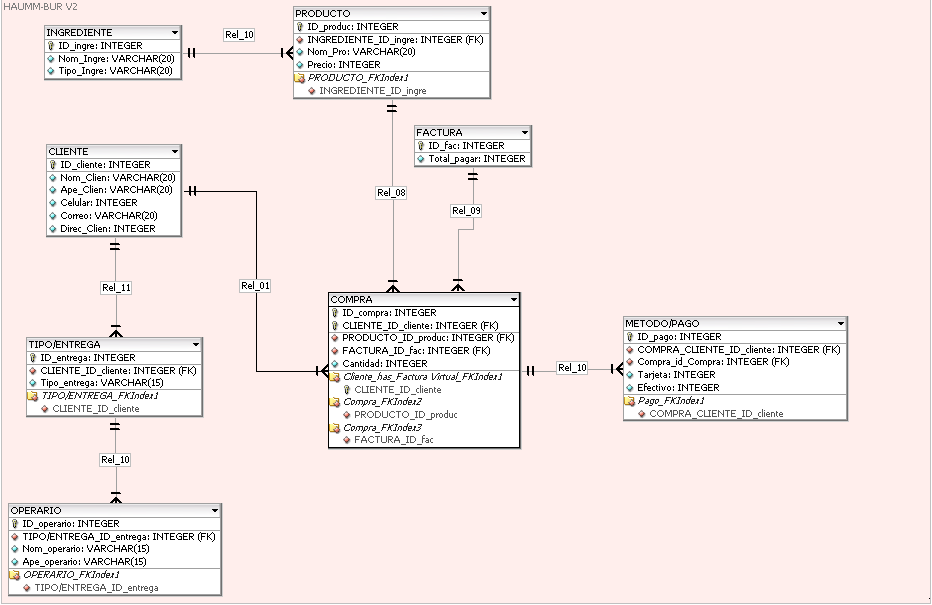 HAUMM-BUR V2
INGREDIENTE
ID_ingre: INTEGER
Nom_Ingre: VARCHAR(20)
Tipo_Ingre: VARCHAR(20)
Rel_10
PRODUCTO
ID_produc: INTEGER
INGREDIENTE_ID_ingre: INTEGER (FK)
Nom_Pro: VARCHAR(20)
Precio: INTEGER
PRODUCTO_FKIndex1
INGREDIENTE_ID_ingre
FACTURA
ID_fac: INTEGER
Total_pagar: INTEGER
CLIENTE
ID_cliente: INTEGER
Nom_Clien: VARCHAR(20)
Ape_Clien: VARCHAR(20)
Celular: INTEGER
Correo: VARCHAR(20)
Direc_Clien: INTEGER
Rel_08
Rel_09
Rel_11
Rel_01
COMPRA
ID_compra: INTEGER
CLIENTE_ID_cliente: INTEGER (FK)
PRODUCTO_ID_produc: INTEGER (FK)
FACTURA_ID_fac: INTEGER (FK)
Cantidad: INTEGER
Cliente_has_Factura Virtual_FKIndex1
CLIENTE_ID_cliente
Compra_FKIndex2
PRODUCTO_ID_produc
Compra_FKIndex3
FACTURA_ID_fac
Rel_10
METODO/PAGO
ID_pago: INTEGER
COMPRA_CLIENTE_ID_cliente: INTEGER (FK)
Compra_id_Compra: INTEGER (FK)
Tarjeta: INTEGER
Efectivo: INTEGER
Pago_FKIndex1
COMPRA_CLIENTE_ID_cliente
TIPO/ENTREGA
ID_entrega: INTEGER
CLIENTE_ID_cliente: INTEGER (FK)
Tipo_entrega: VARCHAR(15)
TIPO/ENTREGA_FKIndex1
CLIENTE_ID_cliente
Rel_10
OPERARIO
ID_operario: INTEGER
TIPO/ENTREGA_ID_entrega: INTEGER (FK)
Nom_operario: VARCHAR(15)
Ape_operario: VARCHAR(15)
OPERARIO_FKIndex1
TIPO/ENTREGA_ID_entrega